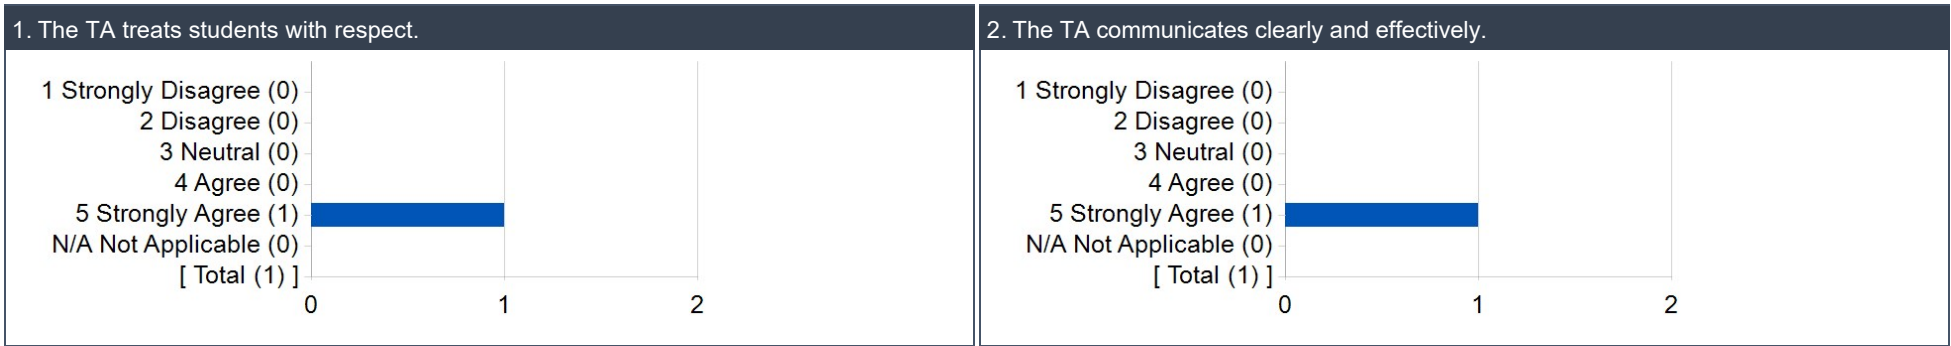 1. The TA treats students with respect.
1 Strongly Disagree (0)
2 Disagree (0)
3 Neutral (0)
4 Agree (0)
5 Strongly Agree (1)
N/A Not Applicable (0)
[ Total (1) ]
0 1 2
2. The TA communicates clearly and effectively.
1 Strongly Disagree (0)
2 Disagree (0)
3 Neutral (0)
4 Agree (0)
5 Strongly Agree (1)
N/A Not Applicable (0)
[ Total (1) ]
0 1 2